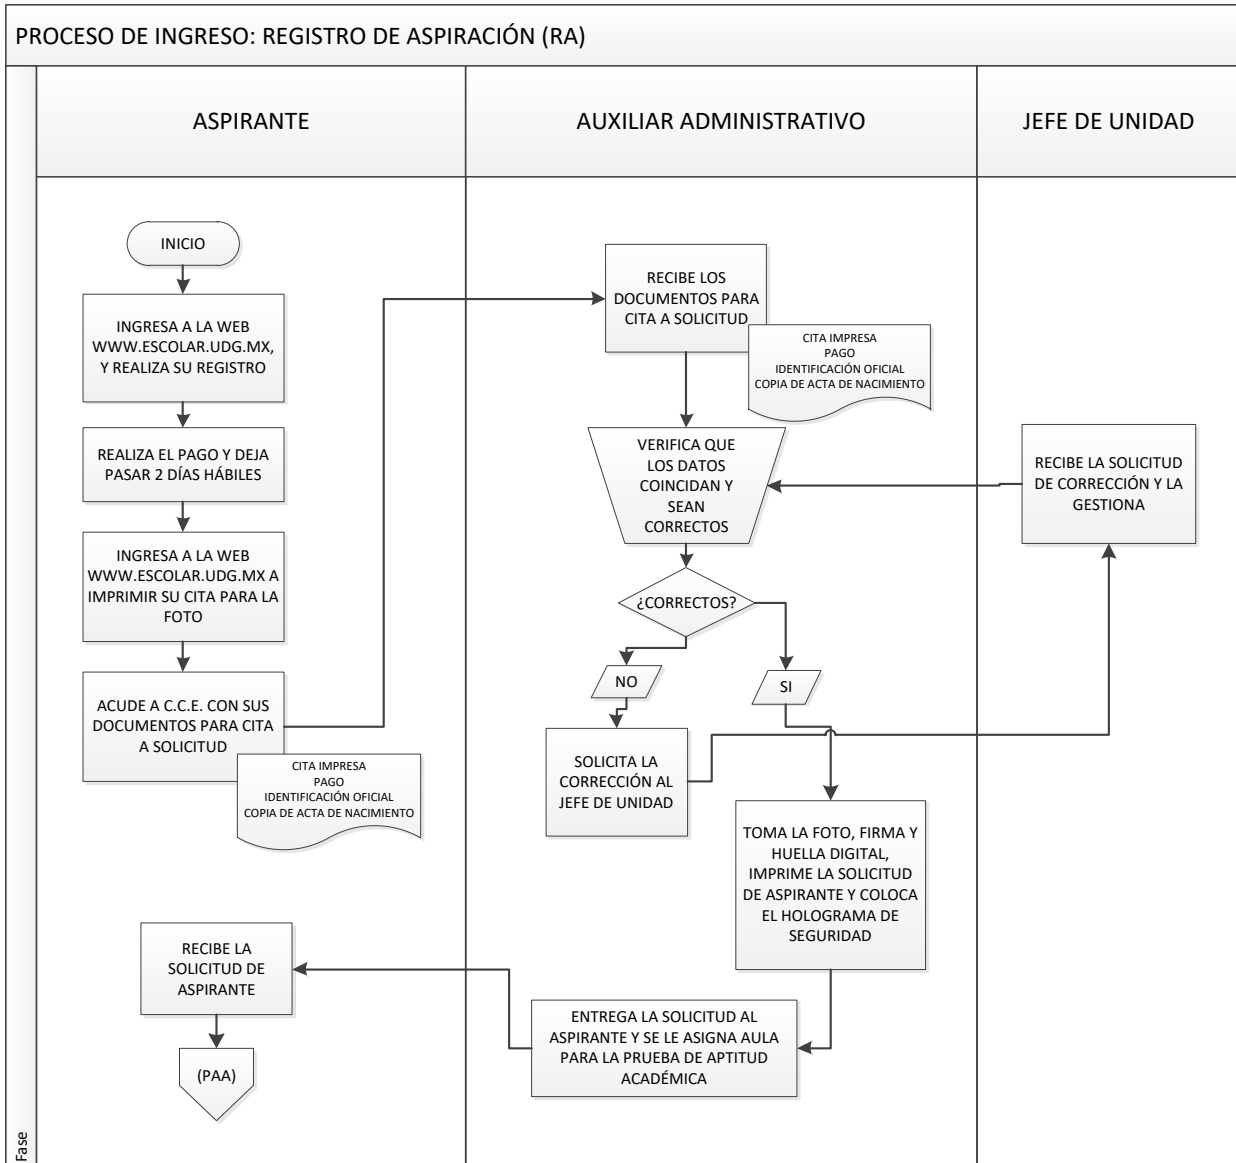 PROCESO DE INGRESO: REGISTRO DE ASPIRACIÓN (RA)
ASPIRANTE
AUXILIAR ADMINISTRATIVO
JEFE DE UNIDAD
INICIO
INGRESA A LA WEB
WWW.ESCOLAR.UDG.MX,
Y REALIZA SU REGISTRO
REALIZA EL PAGO Y DEJA
PASAR 2 DÍAS HÁBILES
INGRESA A LA WEB
WWW.ESCOLAR.UDG.MX A
IMPRIMIR SU CITA PARA LA
FOTO
ACUDE A C.C.E. CON SUS
DOCUMENTOS PARA CITA
A SOLICITUD
CITA IMPRESA
PAGO
IDENTIFICACIÓN OFICIAL
COPIA DE ACTA DE NACIMIENTO
RECIBE LOS
DOCUMENTOS PARA
CITA A SOLICITUD
CITA IMPRESA
PAGO
IDENTIFICACIÓN OFICIAL
COPIA DE ACTA DE NACIMIENTO
VERIFICA QUE
LOS DATOS
COINCIDAN Y
SEAN
CORRECTOS
RECIBE LA SOLICITUD
DE CORRECCIÓN Y LA
GESTIONA
¿CORRECTOS?
NO
SI
SOLICITA LA
CORRECCIÓN AL
JEFE DE UNIDAD
TOMA LA FOTO, FIRMA Y
HUELLA DIGITAL,
IMPRIME LA SOLICITUD
DE ASPIRANTE Y COLOCA
EL HOLOGRAMA DE
SEGURIDAD
ENTREGA LA SOLICITUD AL
ASPIRANTE Y SE LE ASIGNA AULA
PARA LA PRUEBA DE APTITUD
ACADÉMICA
RECIBE LA
SOLICITUD DE
ASPIRANTE
(PAA)
Fase